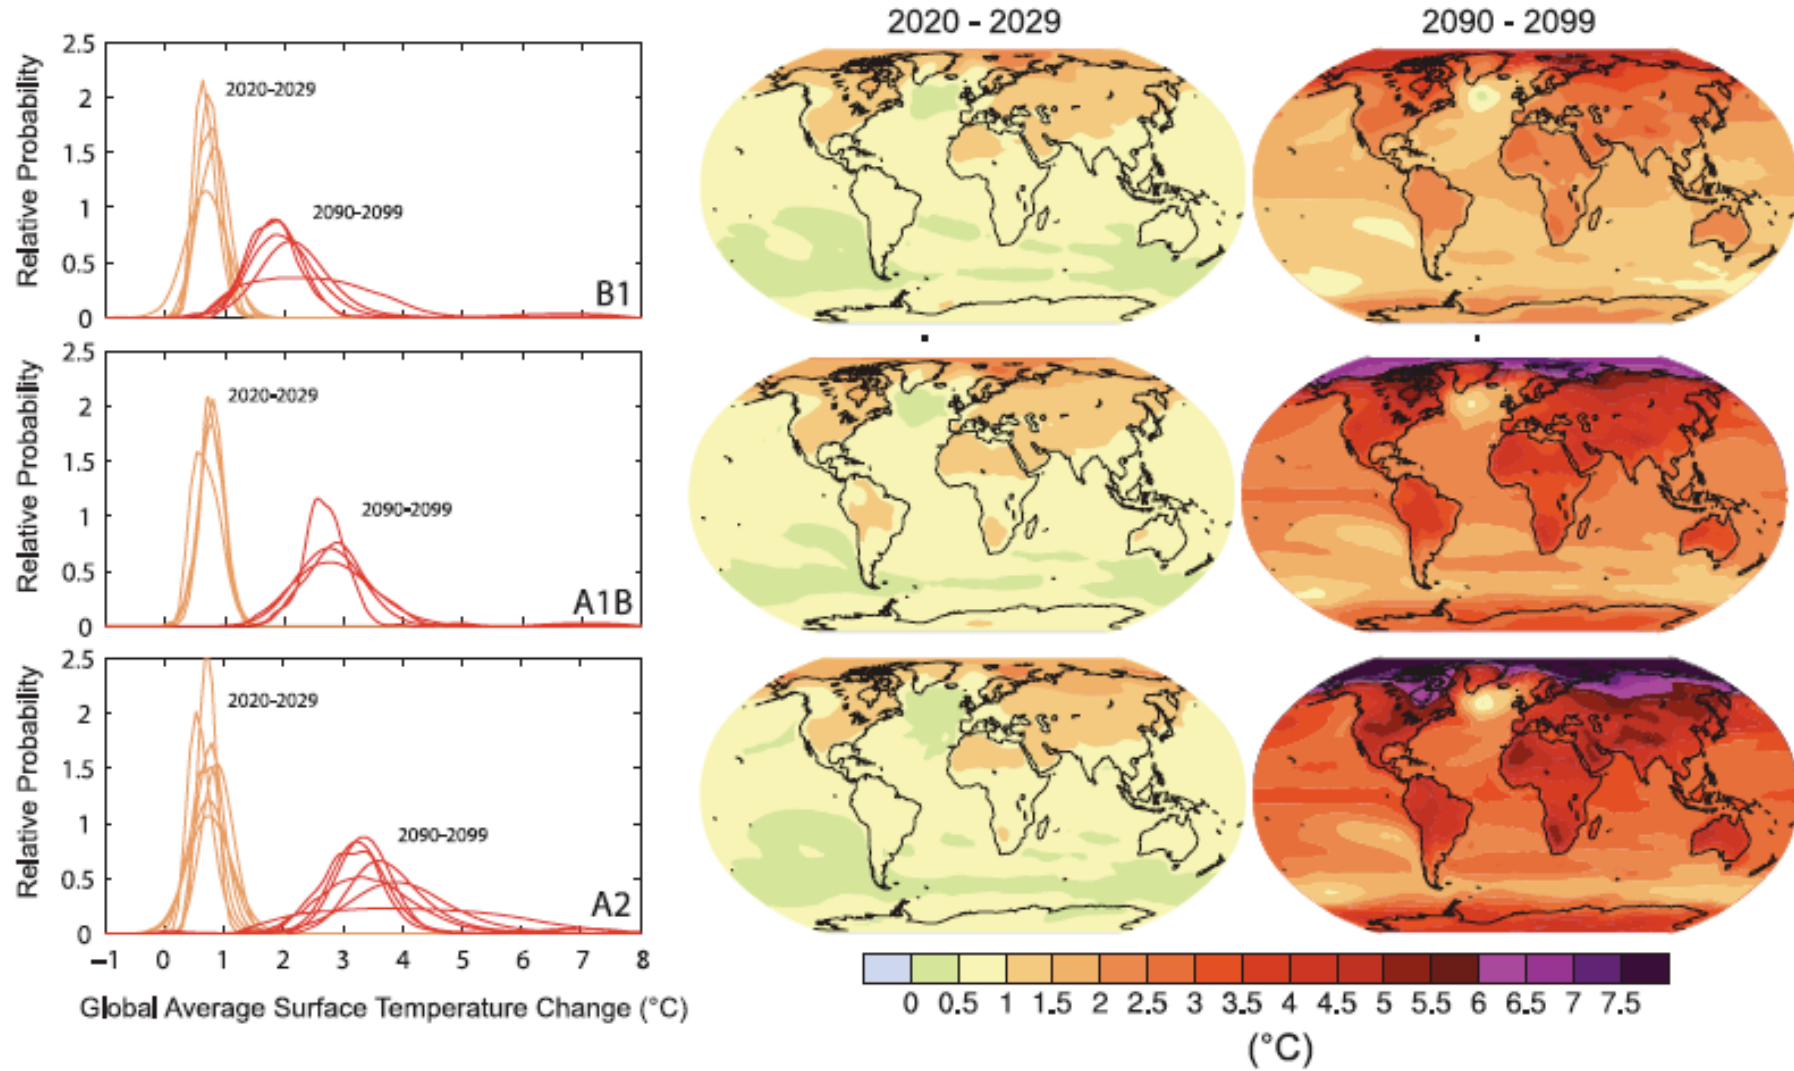 2020 - 2029
2090 - 2099
2.5
2
1.5
1
0.5
0
Relative Probability
2020-2029
2090-2099
B1
2.5
2
1.5
1
0.5
0
Relative Probability
2020-2029
2090-2099
A1B
2.5
2
1.5
1
0.5
0
Relative Probability
2020-2029
2090-2099
A2
−1 0 1 2 3 4 5 6 7 8
Global Average Surface Temperature Change (°C)
0 0.5 1 1.5 2 2.5 3 3.5 4 4.5 5 5.5 6 6.5 7 7.5
(°C)